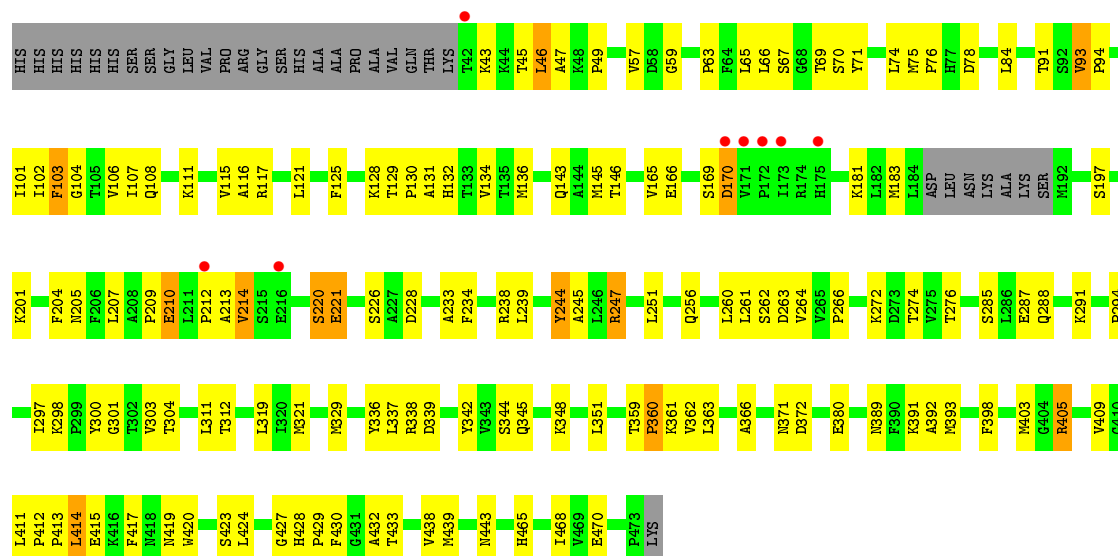 HIS HIS HIS HIS HIS HIS SER SER GLY LEU VAL PRO ARG GLY SER HIS ALA ALA PRO ALA VAL GLN THR LYS T42 K43 K44 T45 L46 A47 K48 P49 V57 D58 G59 P63 F64 L65 L66 S67 G68 T69 S70 Y71 L74 M75 P76 H77 D78 L84 T91 S92 V93 P94
I101 I102 F103 G104 T105 V106 I107 Q108 K111 V115 A116 R117 L121 F125 K128 T129 P130 A131 H132 T133 V134 T135 M136 Q143 A144 M145 T146 V165 E166 S169 D170 V171 P172 I173 R174 H175 K181 L182 M183 L184 ASP LEU ASN LYS ALA LYS SER M192 S197
K201 F204 N205 F206 L207 A208 P209 E210 L211 P212 A213 V214 S215 E216 S220 E221 S226 A227 D228 A233 F234 R238 L239 Y244 A245 L246 R247 L251 Q256 L260 L261 S262 D263 V264 V265 P266 K272 D273 T274 V275 T276 S285 L286 E287 Q288 K291 P294
I297 K298 P299 Y300 G301 T302 V303 T304 L311 T312 L319 I320 M321 M329 Y336 L337 R338 D339 Y342 V343 S344 Q345 K348 L351 T359 P360 K361 V362 L363 A366 N371 D372 E380 N389 F390 K391 A392 M393 F398 M403 G404 R405 V409 G410
L411 P412 P413 L414 E415 K416 F417 N418 N419 W420 S423 L424 G427 H428 P429 F430 G431 A432 T433 V438 M439 N443 H465 I468 V469 E470 P473 LYS